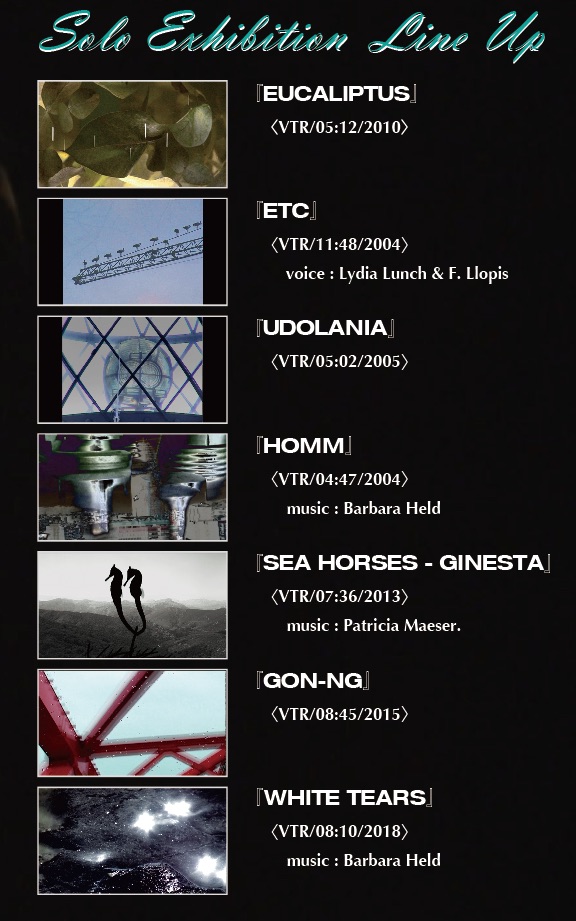 Solo Exhibition Line Up
『EUCALIPTUS』
〈VTR/05:12/2010〉
『ETC』
〈VTR/11:48/2004〉
voice : Lydia Lunch & F. Llopis
『UDOLANIA』
〈VTR/05:02/2005〉
『HOMM』
〈VTR/04:47/2004〉
music : Barbara Held
『SEA HORSES - GINESTA』
〈VTR/07:36/2013〉
music : Patricia Maeser.
『GON-NG』
〈VTR/08:45/2015〉
『WHITE TEARS』
〈VTR/08:10/2018〉
music : Barbara Held